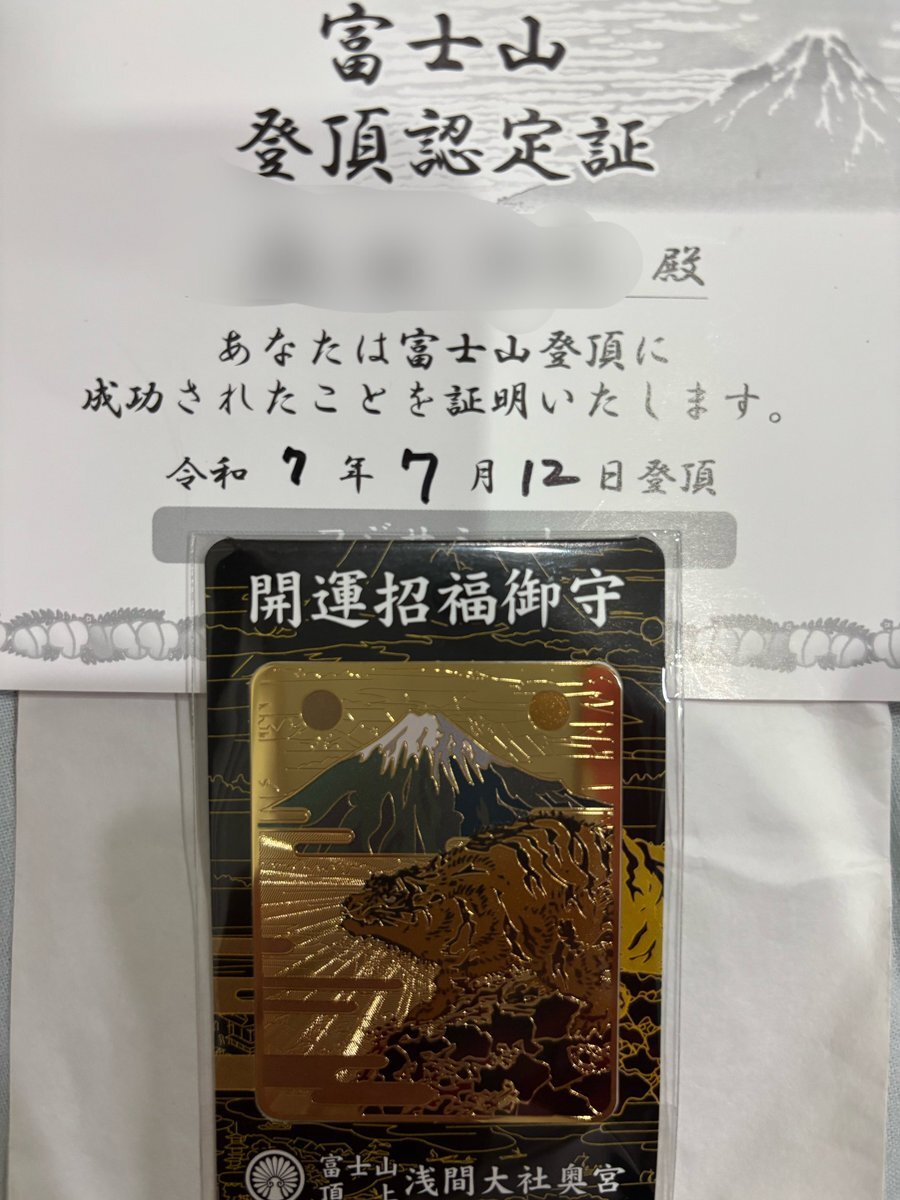 富士山
登頂認定証
殿
あなたは富士山登頂に
成功されたことを証明いたします。
令和 7 年 7 月 12 日登頂
開運招福御守
富士山
頂上
浅間大社奥宮